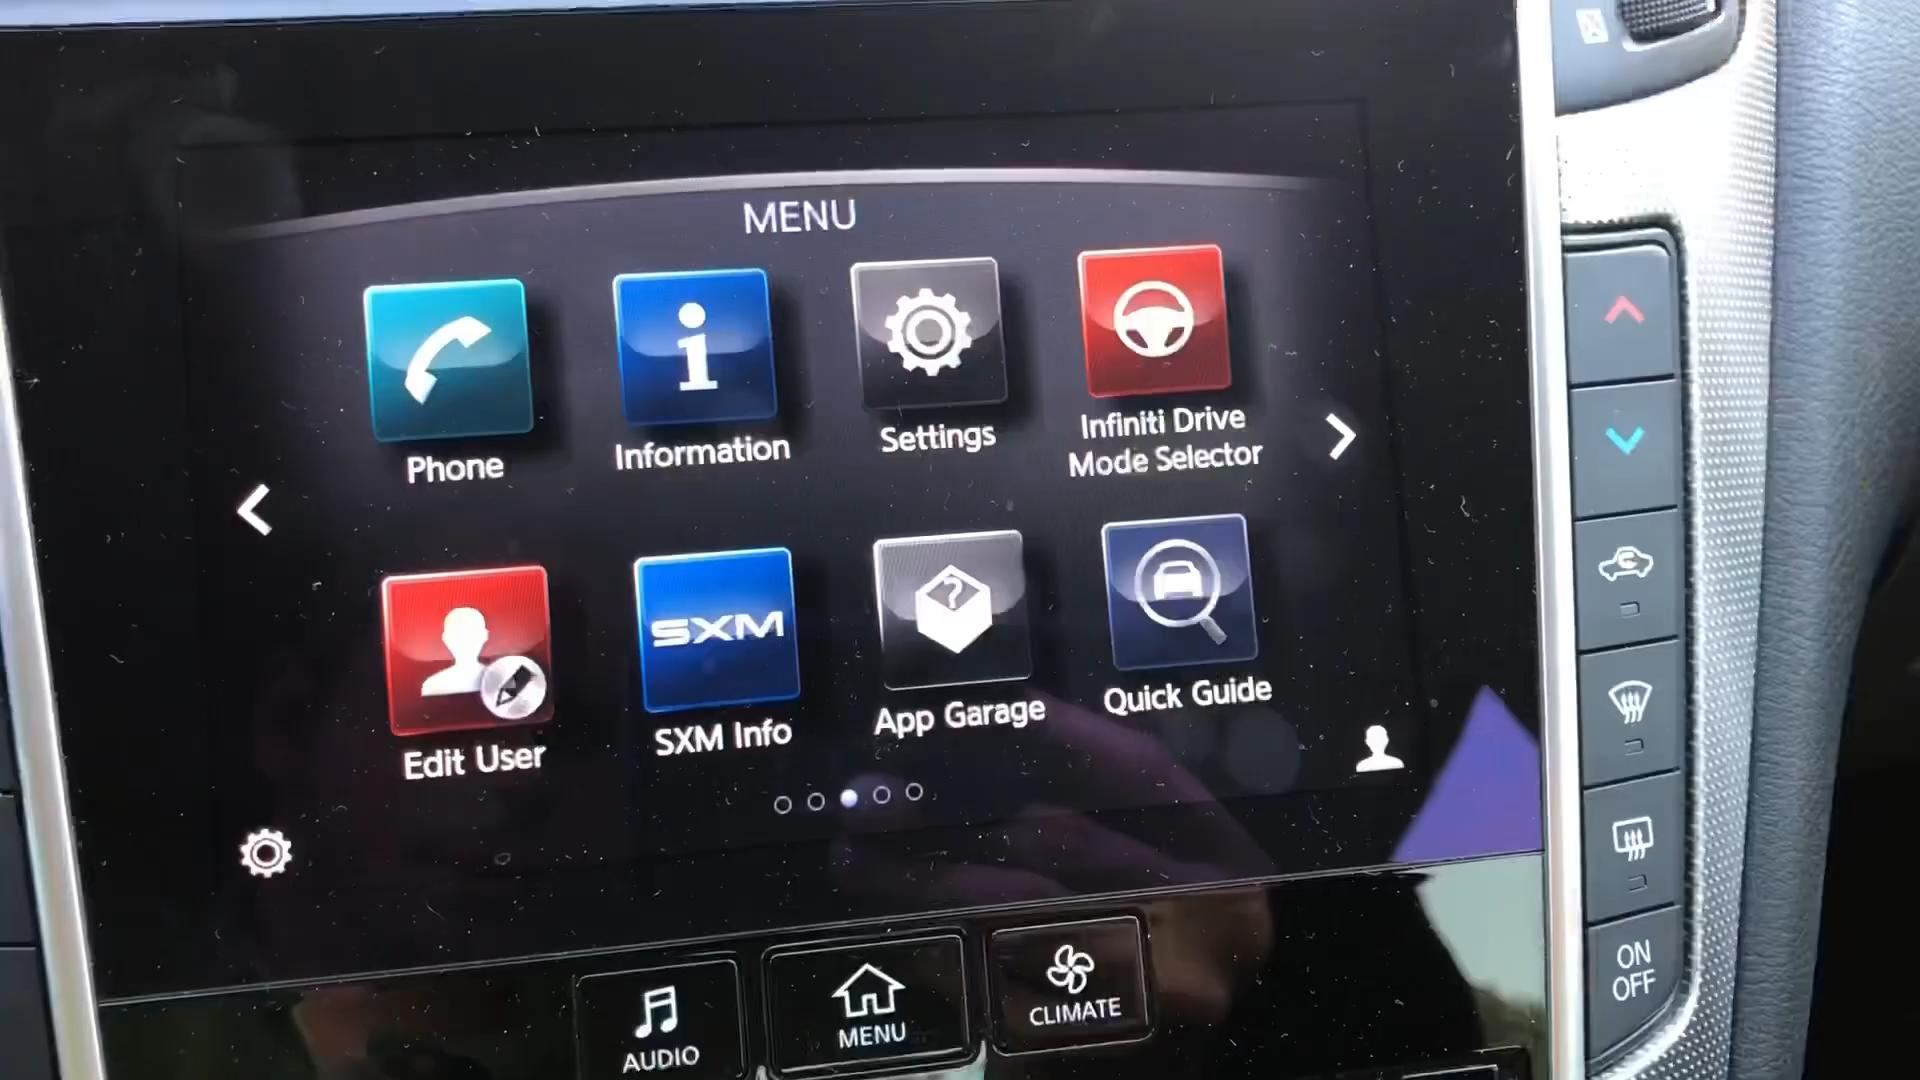 MENU
Phone
Information
Settings
Infiniti Drive
Mode Selector
SXM
Edit User
SXM Info
App Garage
Quick Guide
AUDIO
MENU
CLIMATE
ON
OFF